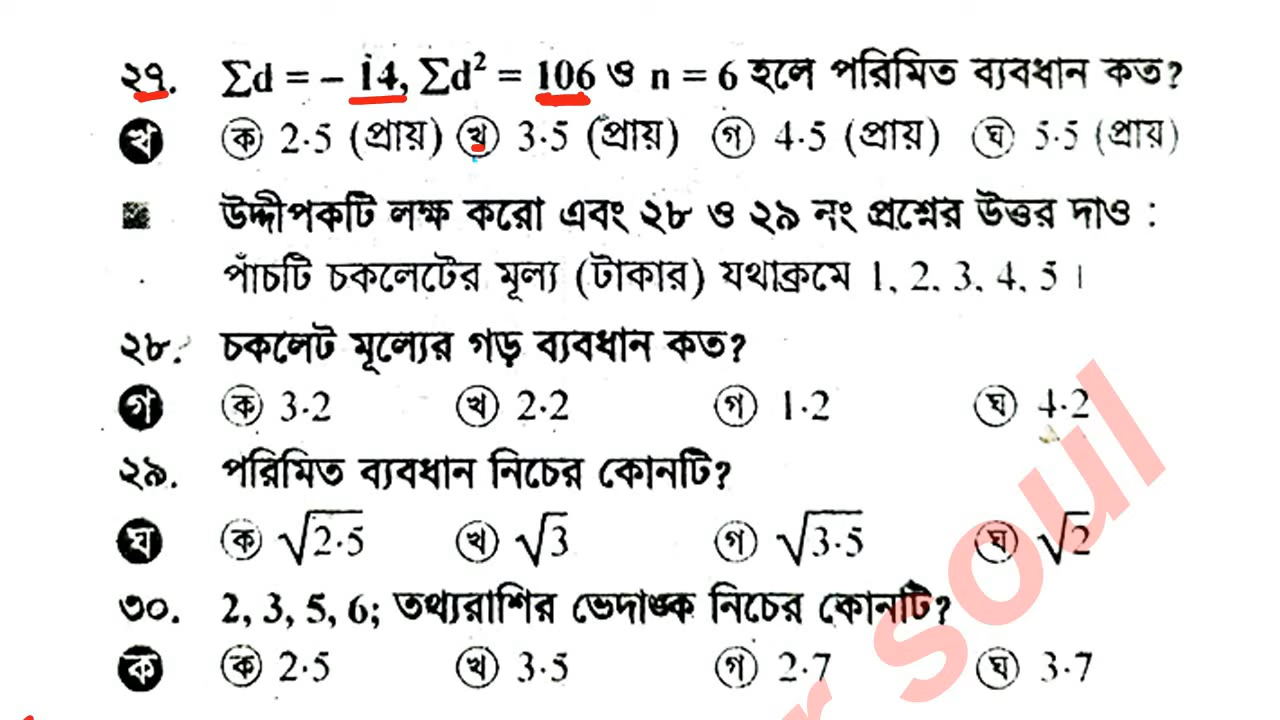 ২৭. ∑d = – 14, ∑d² = 106 ও n = 6 হলে পরিমিত ব্যবধান কত?
খ ক 2·5 (প্রায়) খ 3·5 (প্রায়) গ 4·5 (প্রায়) ঘ 5·5 (প্রায়)
উদ্দীপকটি লক্ষ করো এবং ২৮ ও ২৯ নং প্রশ্নের উত্তর দাও :
পাঁচটি চকলেটের মূল্য (টাকার) যথাক্রমে 1, 2, 3, 4, 5 ।
২৮. চকলেট মূল্যের গড় ব্যবধান কত?
গ ক 3·2 খ 2·2 গ 1·2 ঘ 4·2
২৯. পরিমিত ব্যবধান নিচের কোনটি?
ঘ ক √2·5 খ √3 গ √3·5 ঘ √2
৩০. 2, 3, 5, 6; তথ্যরাশির ভেদাঙ্ক নিচের কোনটি?
ক ক 2·5 খ 3·5 গ 2·7 ঘ 3·7
r soul